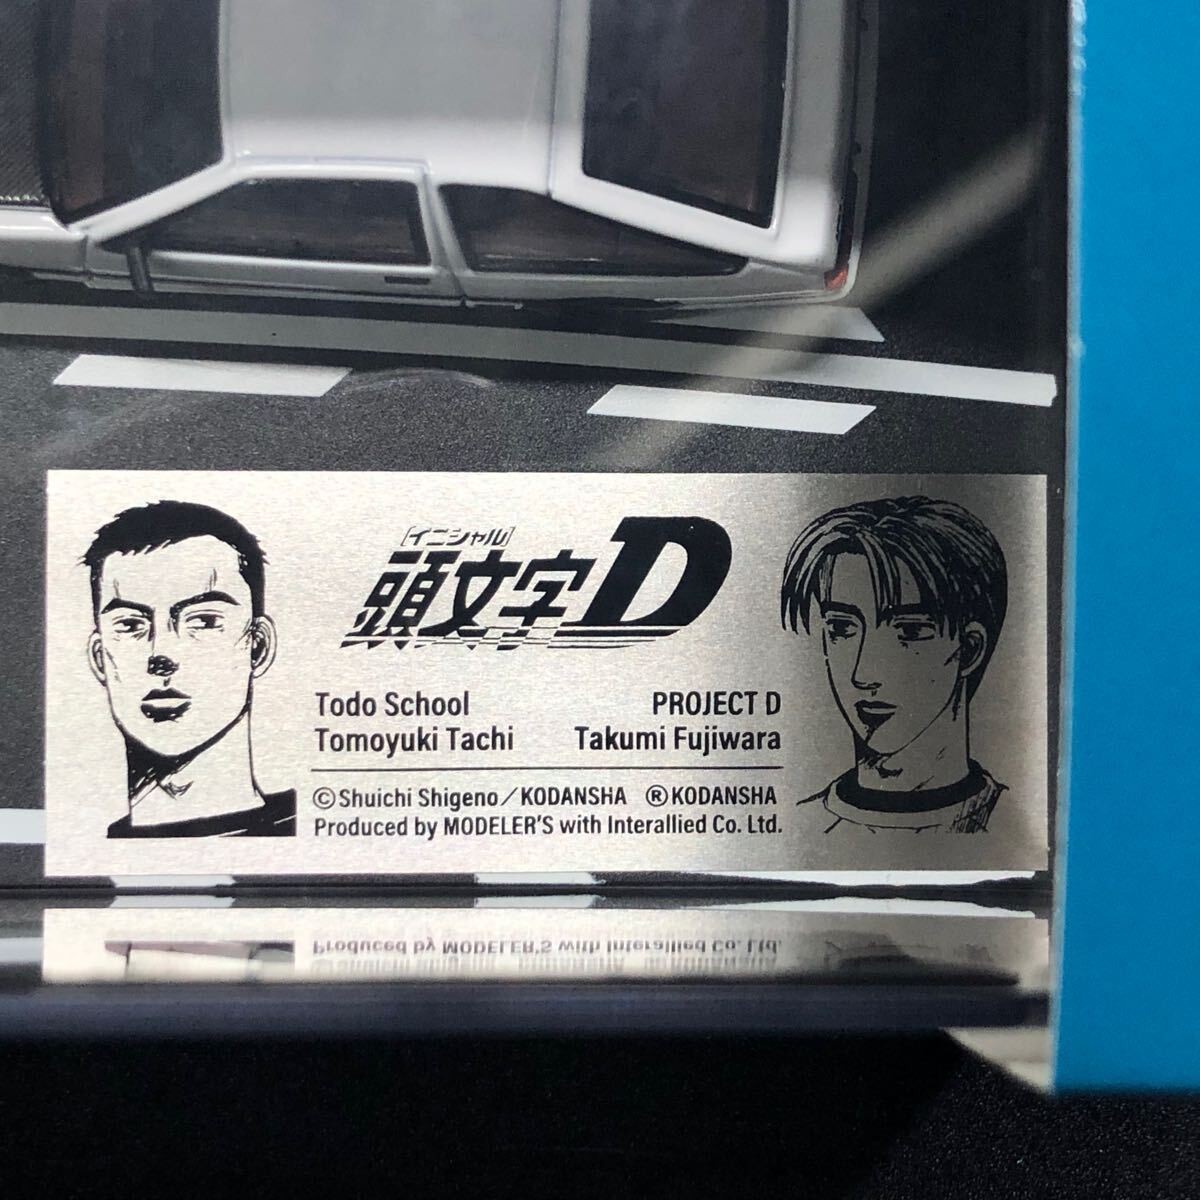 [イニシャル]
頭文字D
Todo School
Tomoyuki Tachi
PROJECT D
Takumi Fujiwara
©Shuichi Shigeno/KODANSHA ®KODANSHA
Produced by MODELER'S with Interallied Co. Ltd.